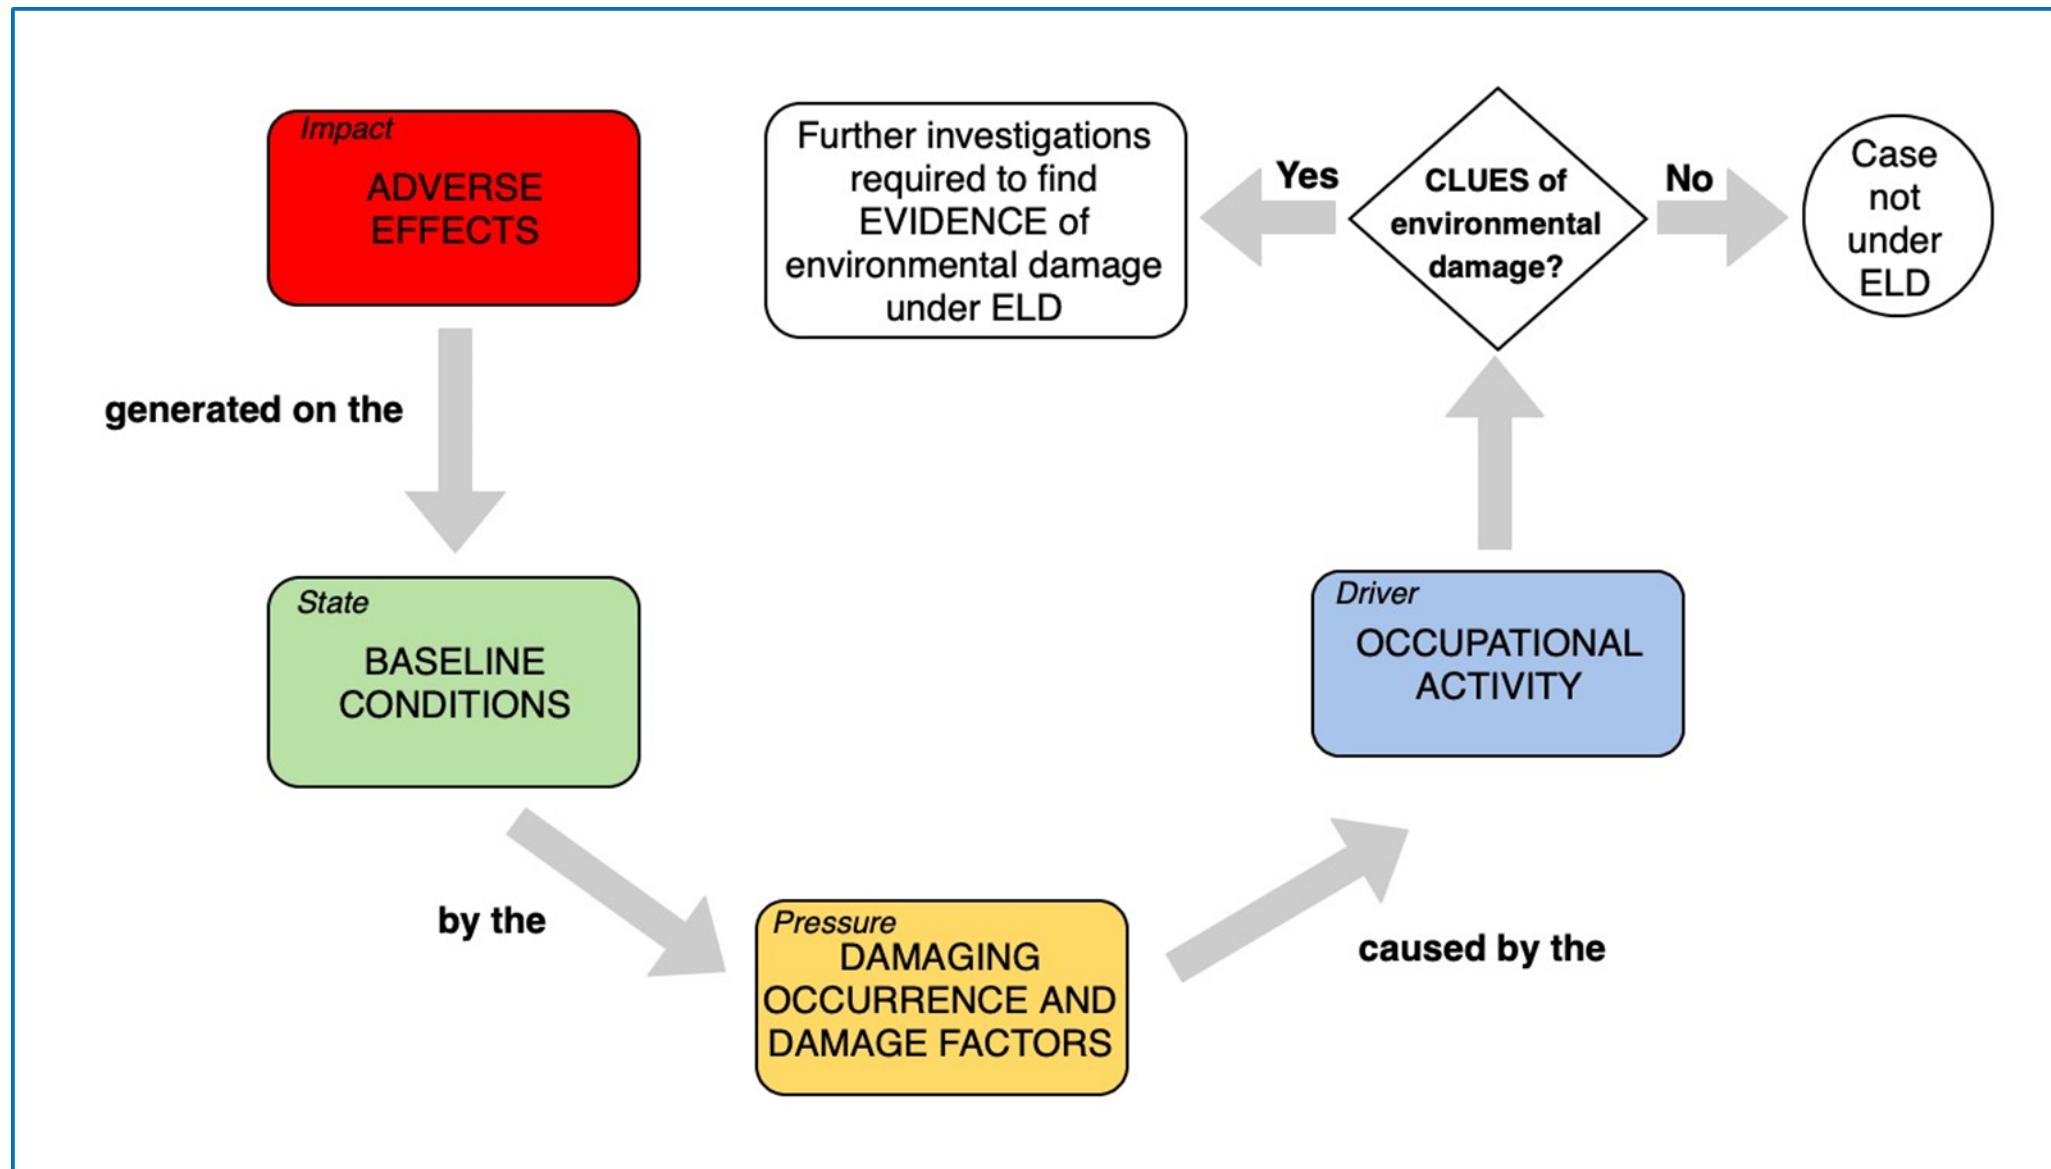 Impact
ADVERSE
EFFECTS
generated on the
State
BASELINE
CONDITIONS
by the
Pressure
DAMAGING
OCCURRENCE AND
DAMAGE FACTORS
caused by the
Driver
OCCUPATIONAL
ACTIVITY
CLUES of
environmental
damage?
Yes
Further investigations
required to find
EVIDENCE of
environmental damage
under ELD
No
Case
not
under
ELD